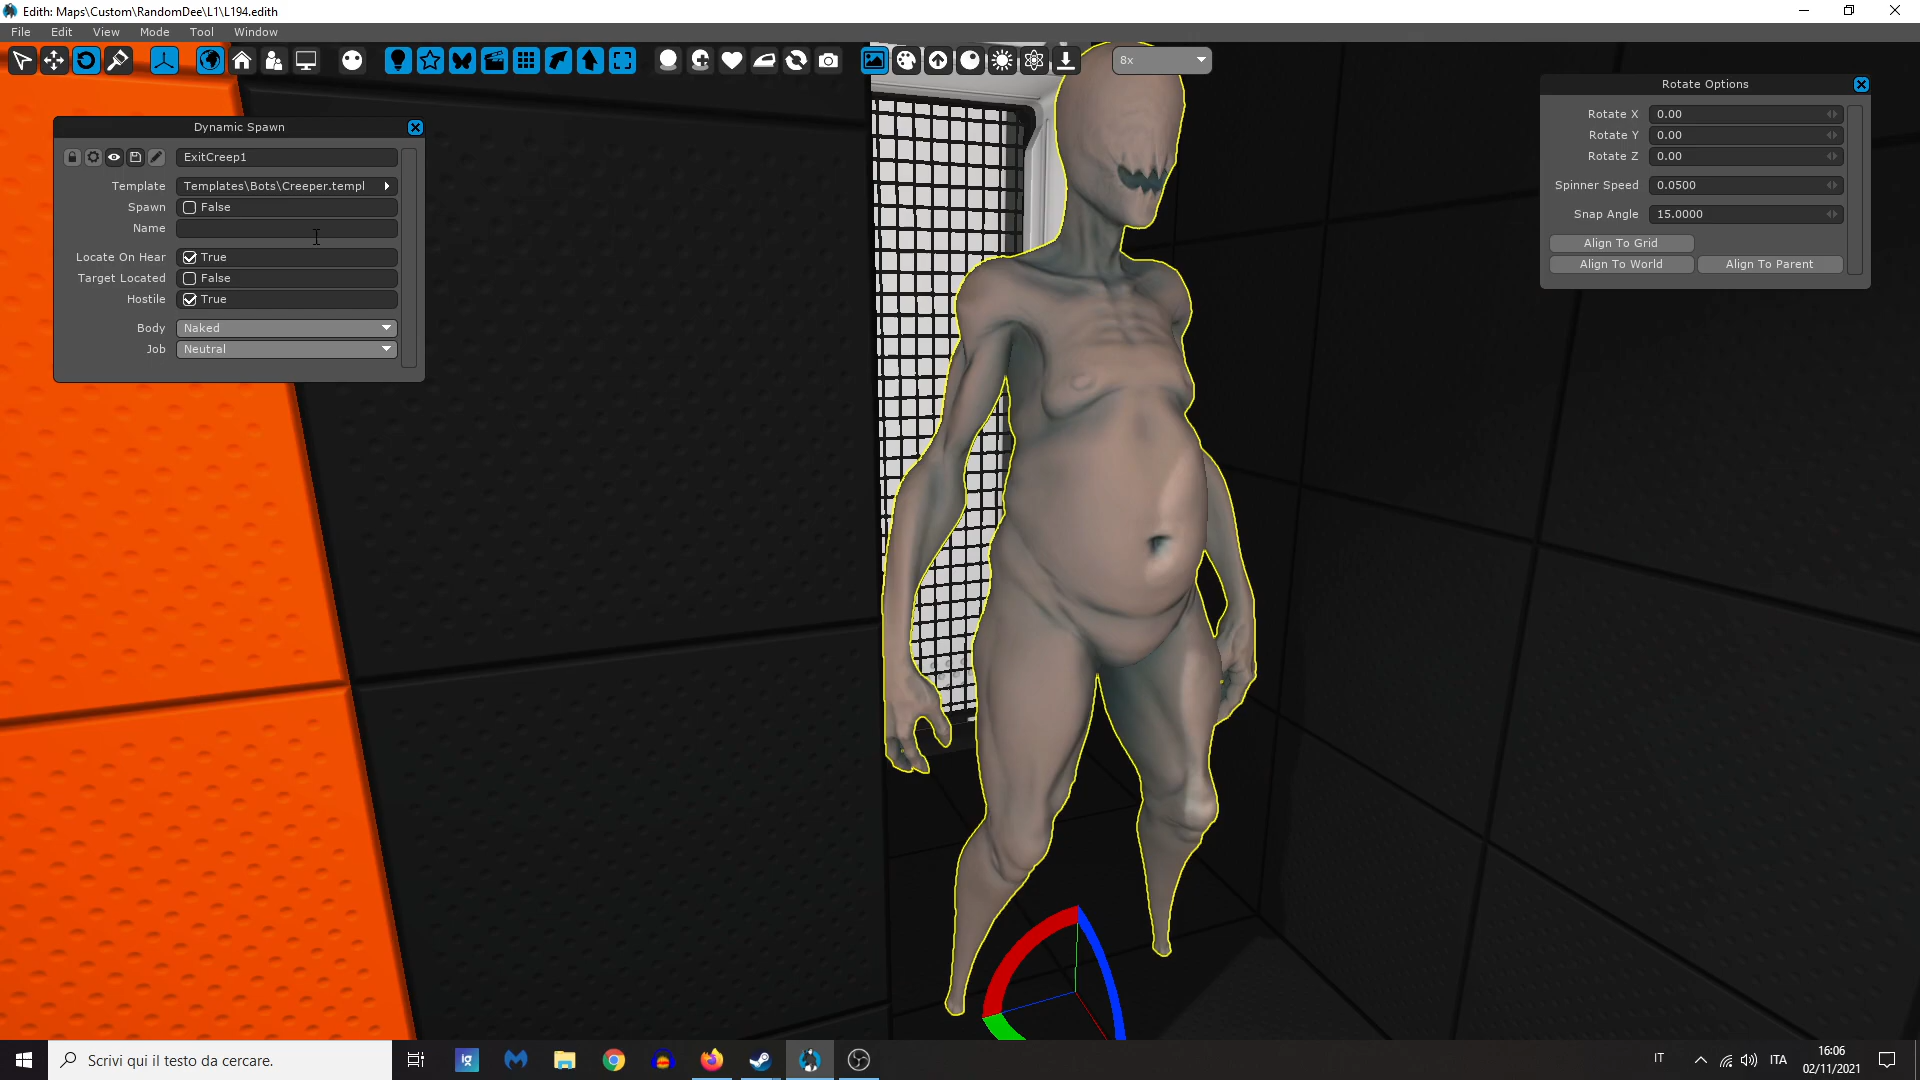 Edith: Maps\Custom\RandomDee\L1\L194.edith
File Edit View Mode Tool Window
8x
Dynamic Spawn
ExitCreep1
Template Templates\Bots\Creeper.templ
Spawn False
Name
Locate On Hear True
Target Located False
Hostile True
Body Naked
Job Neutral
Rotate Options
Rotate X 0.00
Rotate Y 0.00
Rotate Z 0.00
Spinner Speed 0.0500
Snap Angle 15.0000
Align To Grid
Align To World Align To Parent
Scrivi qui il testo da cercare.
Ig
IT
ITA
16:06
02/11/2021